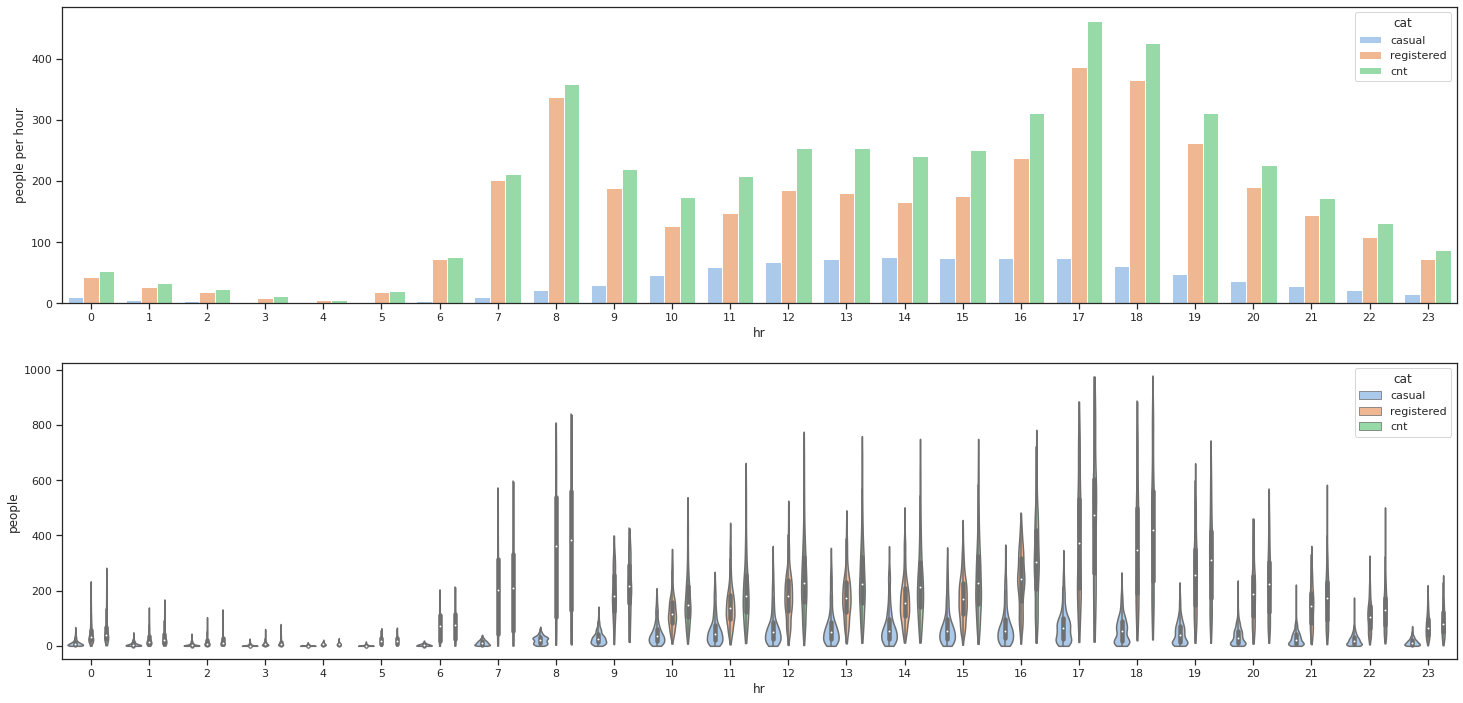 cat
casual
registered
cnt
400
300
200
100
0
people per hour
0 1 2 3 4 5 6 7 8 9 10 11 12 13 14 15 16 17 18 19 20 21 22 23
hr
cat
casual
registered
cnt
1000
800
600
400
200
0
people
0 1 2 3 4 5 6 7 8 9 10 11 12 13 14 15 16 17 18 19 20 21 22 23
hr